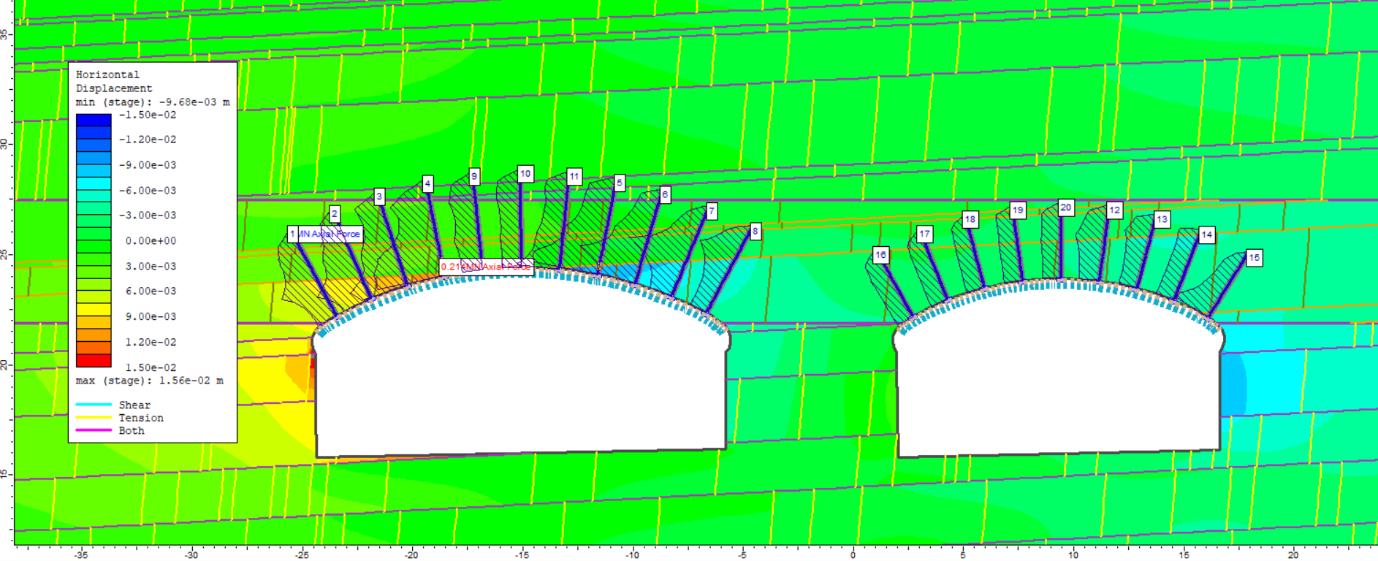 35
30
25
20
15
Horizontal
Displacement
min (stage): -9.68e-03 m
-1.50e-02
-1.20e-02
-9.00e-03
-6.00e-03
-3.00e-03
0.00e+00
3.00e-03
6.00e-03
9.00e-03
1.20e-02
1.50e-02
max (stage): 1.56e-02 m
Shear
Tension
Both
2
3
4
9
10
11
5
6
7
8
1 MN Axial Force
0.214MN Axial Force
16
17
18
19
20
12
13
14
15
-35
-30
-25
-20
-15
-10
-5
0
5
10
15
20